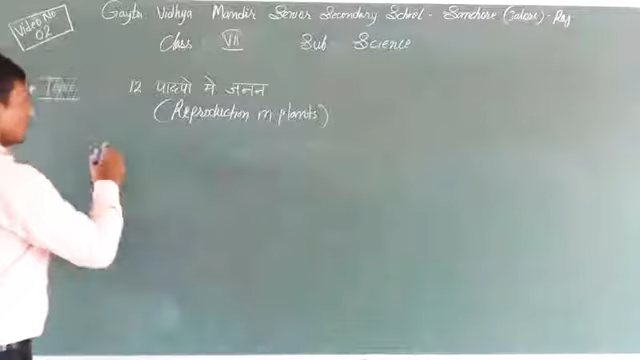 Video No 02
Gaytri Vidhya Mandir Senior Secondary School - Sanchore (Jalore) - Raj
Class VII Sub Science
Topic 12 पादपो मे जनन
(Reproduction in plants)